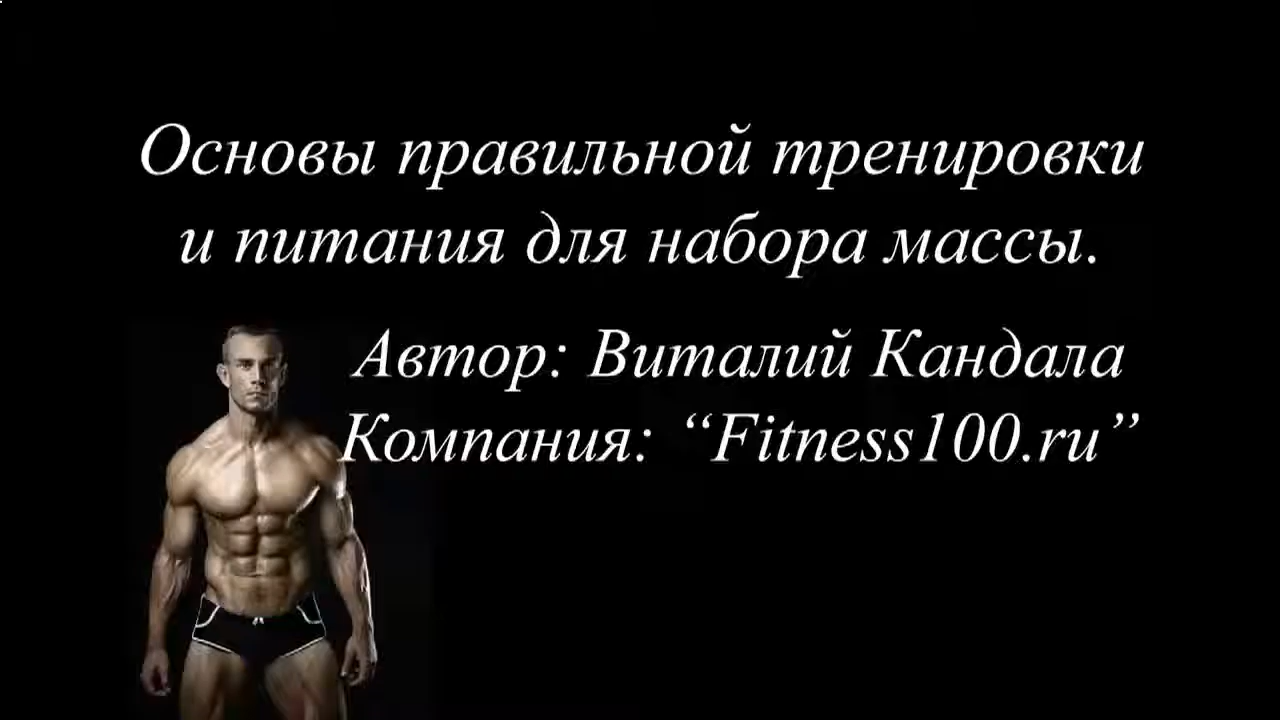 Основы правильной тренировки
и питания для набора массы.
Автор: Виталий Кандала
Компания: “Fitness100.ru”